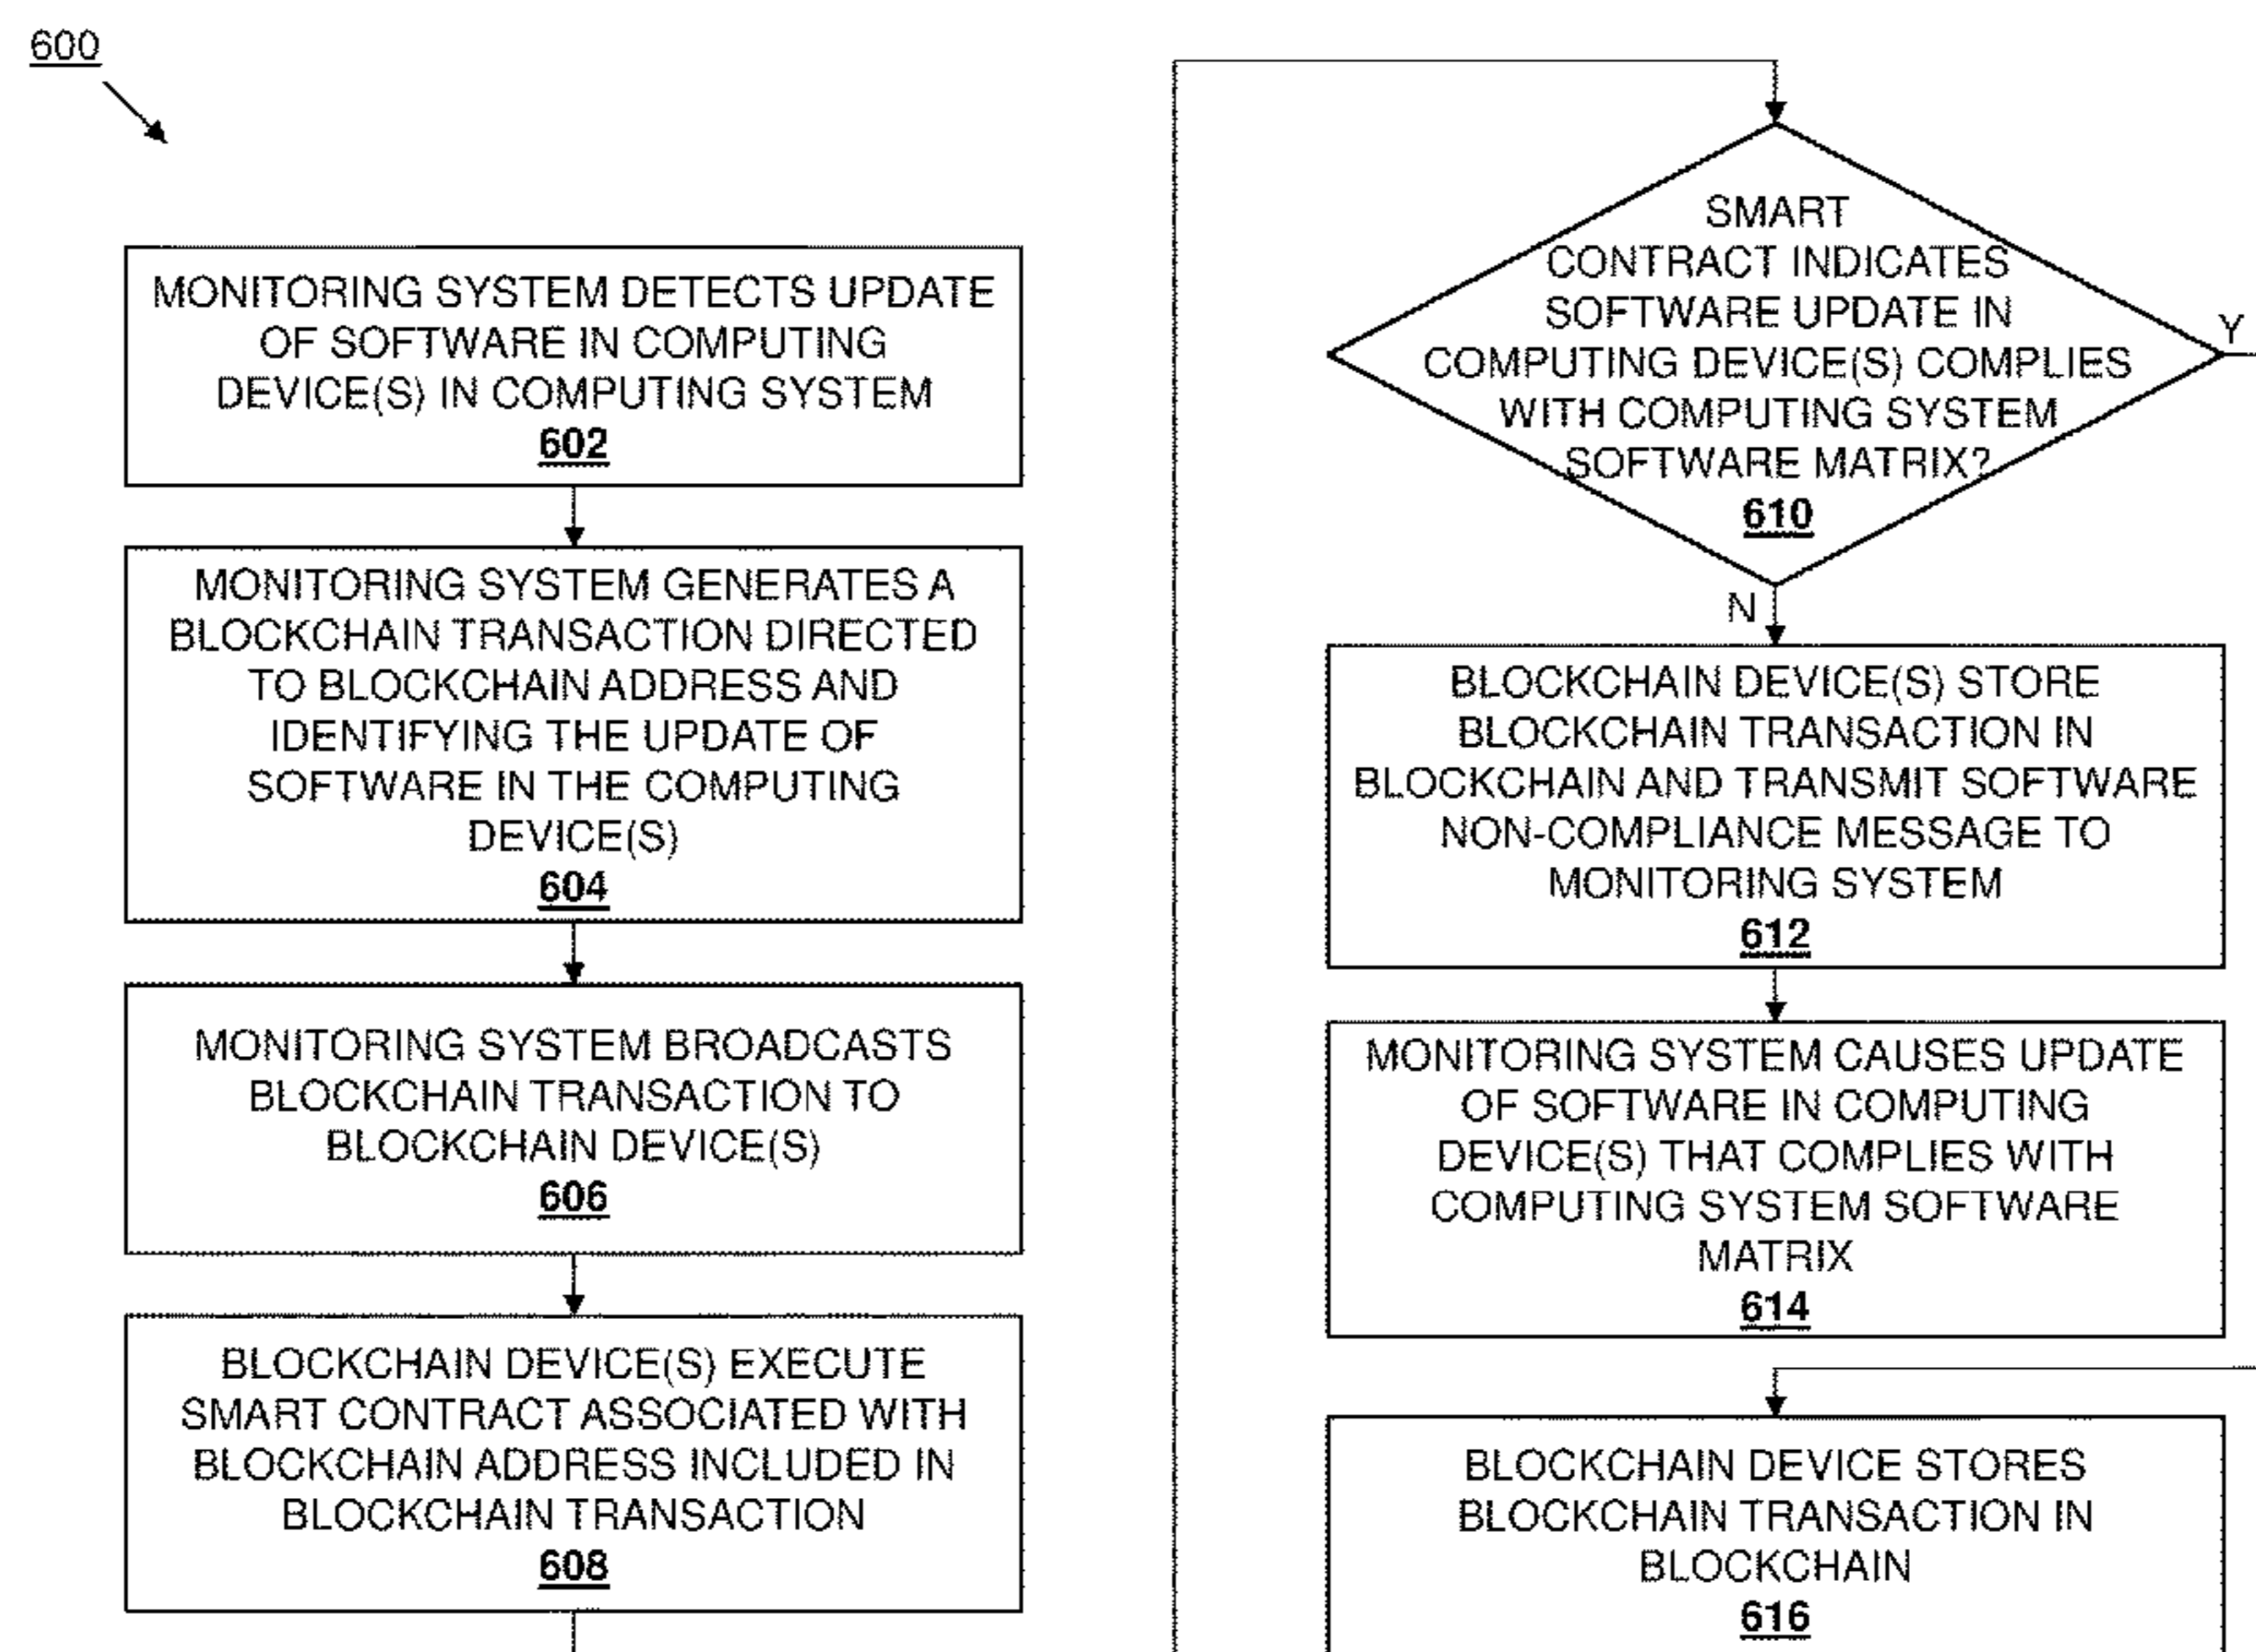 600
MONITORING SYSTEM DETECTS UPDATE
OF SOFTWARE IN COMPUTING
DEVICE(S) IN COMPUTING SYSTEM
602
MONITORING SYSTEM GENERATES A
BLOCKCHAIN TRANSACTION DIRECTED
TO BLOCKCHAIN ADDRESS AND
IDENTIFYING THE UPDATE OF
SOFTWARE IN THE COMPUTING
DEVICE(S)
604
MONITORING SYSTEM BROADCASTS
BLOCKCHAIN TRANSACTION TO
BLOCKCHAIN DEVICE(S)
606
BLOCKCHAIN DEVICE(S) EXECUTE
SMART CONTRACT ASSOCIATED WITH
BLOCKCHAIN ADDRESS INCLUDED IN
BLOCKCHAIN TRANSACTION
608
SMART
CONTRACT INDICATES
SOFTWARE UPDATE IN
COMPUTING DEVICE(S) COMPLIES
WITH COMPUTING SYSTEM
SOFTWARE MATRIX?
610
Y
N
BLOCKCHAIN DEVICE(S) STORE
BLOCKCHAIN TRANSACTION IN
BLOCKCHAIN AND TRANSMIT SOFTWARE
NON-COMPLIANCE MESSAGE TO
MONITORING SYSTEM
612
MONITORING SYSTEM CAUSES UPDATE
OF SOFTWARE IN COMPUTING
DEVICE(S) THAT COMPLIES WITH
COMPUTING SYSTEM SOFTWARE
MATRIX
614
BLOCKCHAIN DEVICE STORES
BLOCKCHAIN TRANSACTION IN
BLOCKCHAIN
616